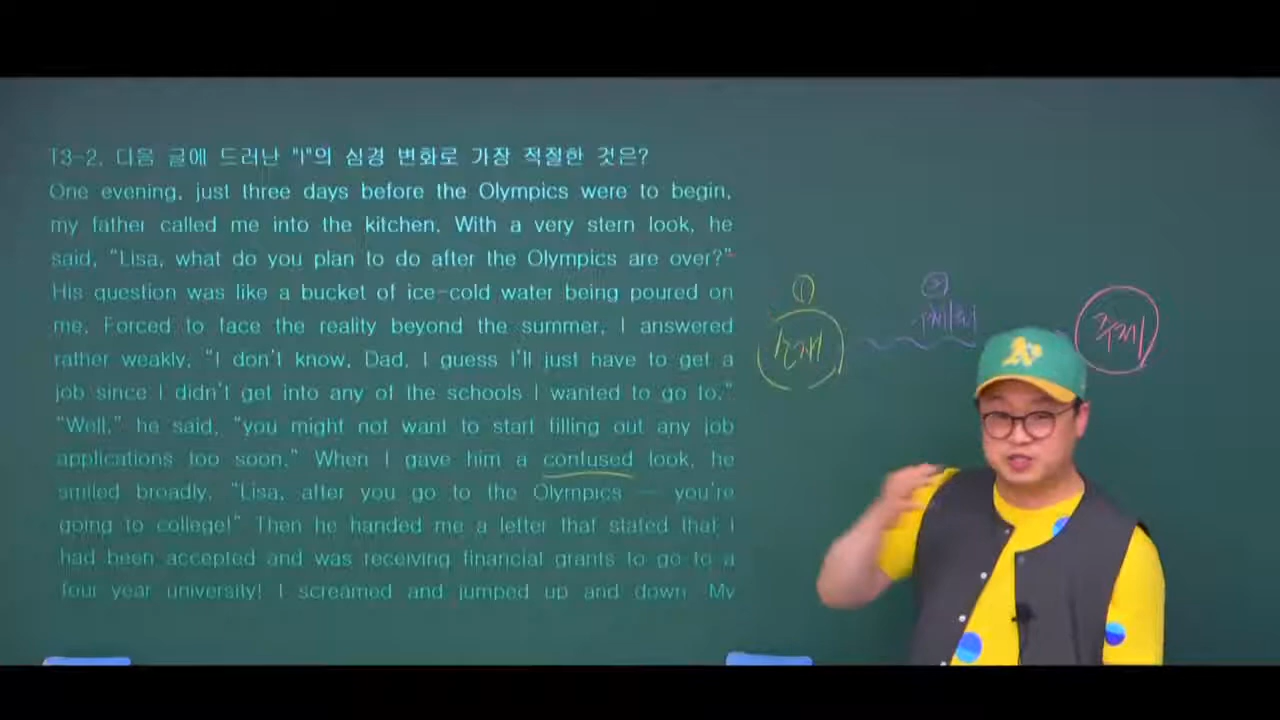 T3-2. 다음 글에 드러난 "I"의 심경 변화로 가장 적절한 것은?
One evening, just three days before the Olympics were to begin,
my father called me into the kitchen. With a very stern look, he
said, "Lisa, what do you plan to do after the Olympics are over?"
His question was like a bucket of ice-cold water being poured on
me. Forced to face the reality beyond the summer, I answered
rather weakly, "I don't know, Dad. I guess I'll just have to get a
job since I didn't get into any of the schools I wanted to go to."
"Well," he said, "you might not want to start filling out any job
applications too soon." When I gave him a confused look, he
smiled broadly. "Lisa, after you go to the Olympics — you're
going to college!" Then he handed me a letter that stated that I
had been accepted and was receiving financial grants to go to a
four year university! I screamed and jumped up and down. My
①
소재
②
주제
A's